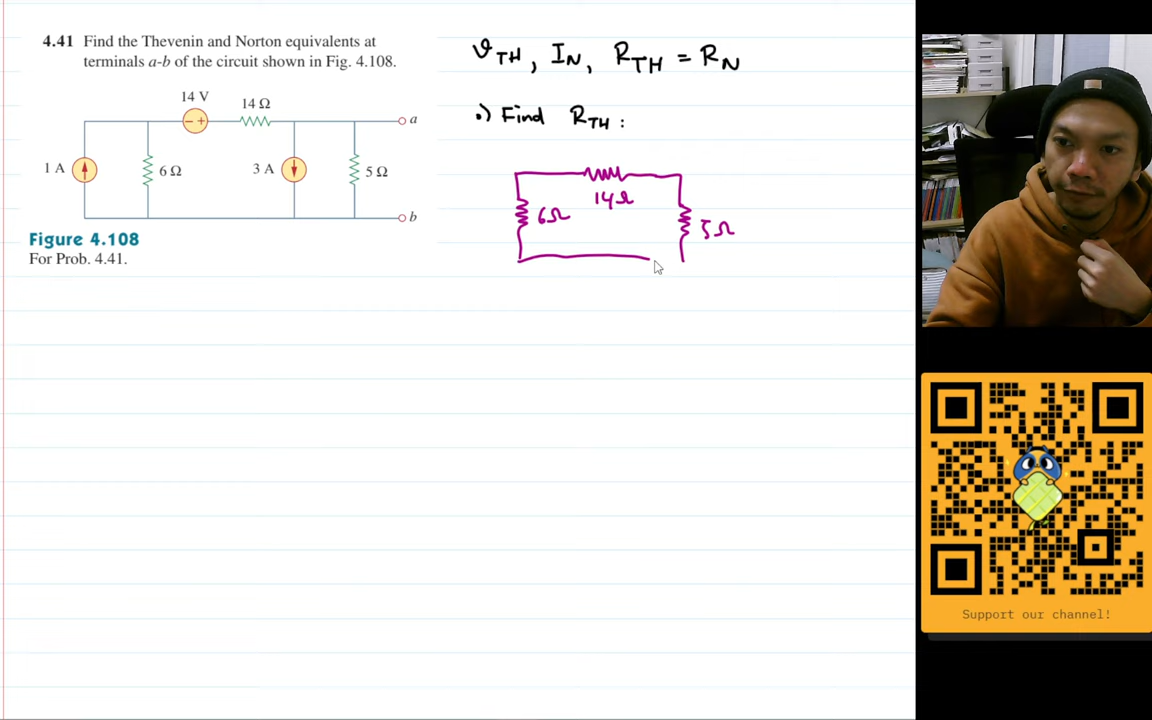 4.41 Find the Thevenin and Norton equivalents at
terminals a-b of the circuit shown in Fig. 4.108.
14 V
14 Ω
a
1 A
6 Ω
3 A
5 Ω
b
Figure 4.108
For Prob. 4.41.
ϑTH, IN, RTH = RN
•) Find RTH:
14Ω
6Ω
5Ω
Support our channel!